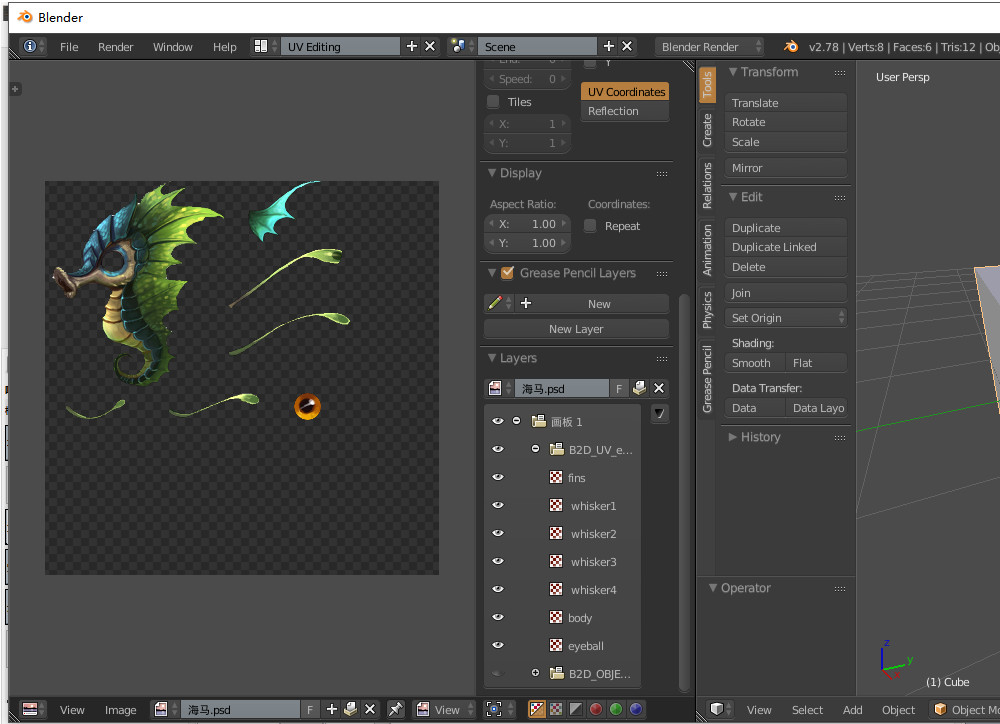 Blender
File Render Window Help UV Editing Scene Blender Render v2.78 | Verts:8 | Faces:6 | Tris:12 | Ob
Speed: 0
Tiles
X: 1
Y: 1
Y
UV Coordinates
Reflection
Display
Aspect Ratio: Coordinates:
X: 1.00 Repeat
Y: 1.00
Grease Pencil Layers
New
New Layer
Layers
海马.psd F
画板 1
B2D_UV_e...
fins
whisker1
whisker2
whisker3
whisker4
body
eyeball
B2D_OBJE...
Tools
Create
Relations
Animation
Physics
Grease Pencil
Transform
Translate
Rotate
Scale
Mirror
Edit
Duplicate
Duplicate Linked
Delete
Join
Set Origin
Shading:
Smooth Flat
Data Transfer:
Data Data Layo
History
Operator
User Persp
z
y
x
(1) Cube
View Image 海马.psd F View
View Select Add Object Object Mo